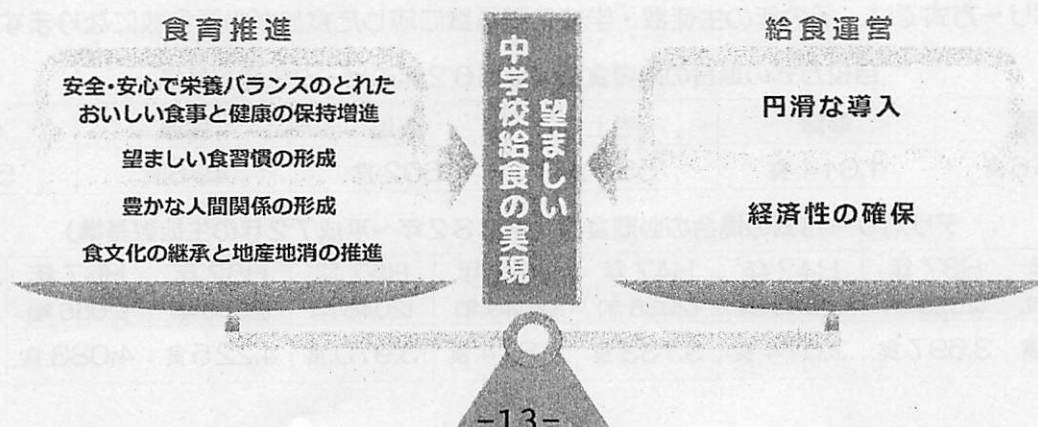 食育推進
安全・安心で栄養バランスのとれた
おいしい食事と健康の保持増進
望ましい食習慣の形成
豊かな人間関係の形成
食文化の継承と地産地消の推進
望ましい
中学校給食の実現
給食運営
円滑な導入
経済性の確保
-13-